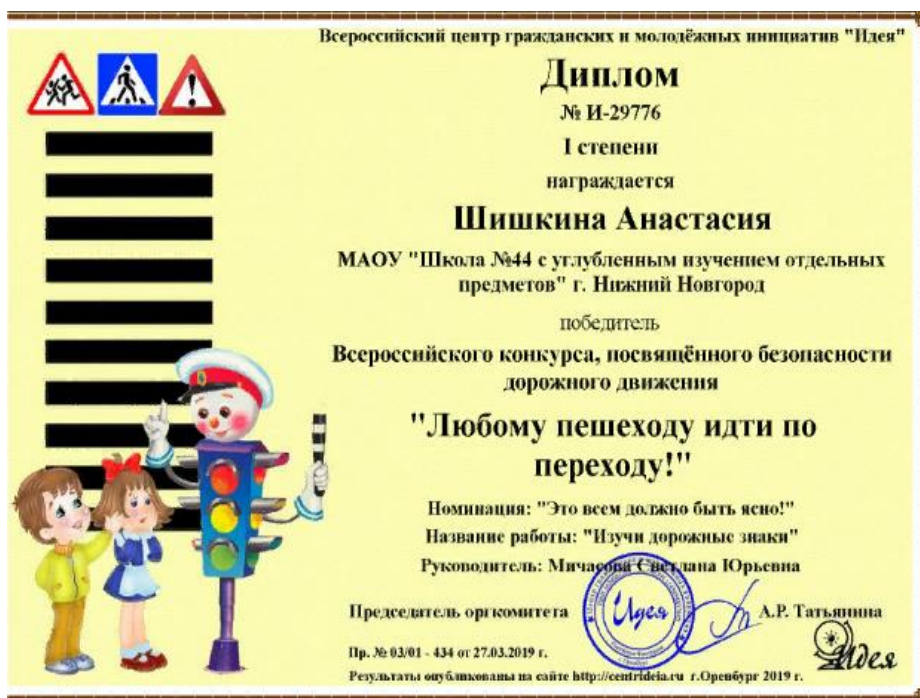 Всероссийский центр гражданских и молодёжных инициатив "Идея"
Диплом
№ И-29776
I степени
награждается
Шишкина Анастасия
МАОУ "Школа №44 с углубленным изучением отдельных
предметов" г. Нижний Новгород
победитель
Всероссийского конкурса, посвящённого безопасности
дорожного движения
"Любому пешеходу идти по
переходу!"
Номинация: "Это всем должно быть ясно!"
Название работы: "Изучи дорожные знаки"
Руководитель: Мичасова Светлана Юрьевна
Председатель оргкомитета
Идея
А.Р. Татьянина
Пр. № 03/01 - 434 от 27.03.2019 г.
Идея
Результаты опубликованы на сайте http://centrideia.ru г.Оренбург 2019 г.